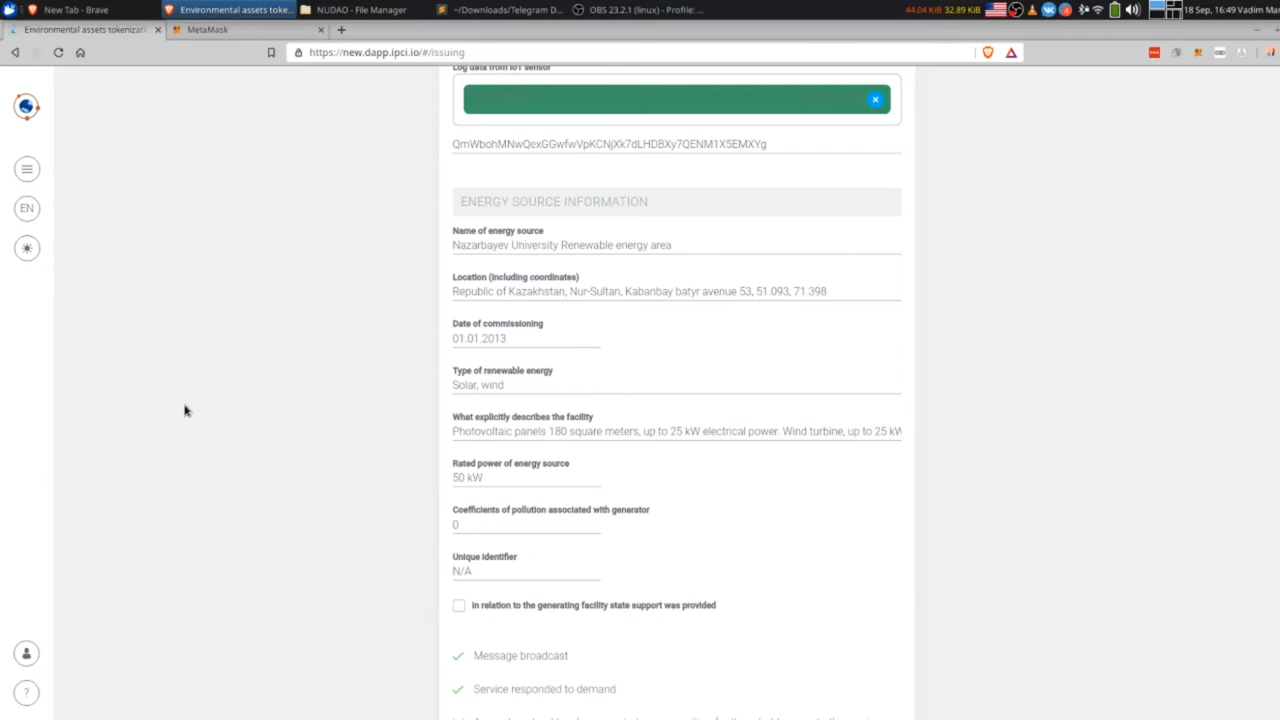 New Tab - Brave
Environmental assets toke...
NUDAO - File Manager
~/Downloads/Telegram D...
OBS 23.2.1 (linux) - Profile: ...
44.04 KiB 32.89 KiB
18 Sep, 16:49 Vadim Man
Environmental assets tokenizati
MetaMask
https://new.dapp.ipci.io/#/issuing
Log data from IoT sensor
QmWbohMNwQexGGwfwVpKCNjXk7dLHDBXy7QENM1X5EMXYg
EN
ENERGY SOURCE INFORMATION
Name of energy source
Nazarbayev University Renewable energy area
Location (including coordinates)
Republic of Kazakhstan, Nur-Sultan, Kabanbay batyr avenue 53, 51.093, 71.398
Date of commissioning
01.01.2013
Type of renewable energy
Solar, wind
What explicitly describes the facility
Photovoltaic panels 180 square meters, up to 25 kW electrical power. Wind turbine, up to 25 kW
Rated power of energy source
50 kW
Coefficients of pollution associated with generator
0
Unique identifier
N/A
In relation to the generating facility state support was provided
Message broadcast
Service responded to demand
?